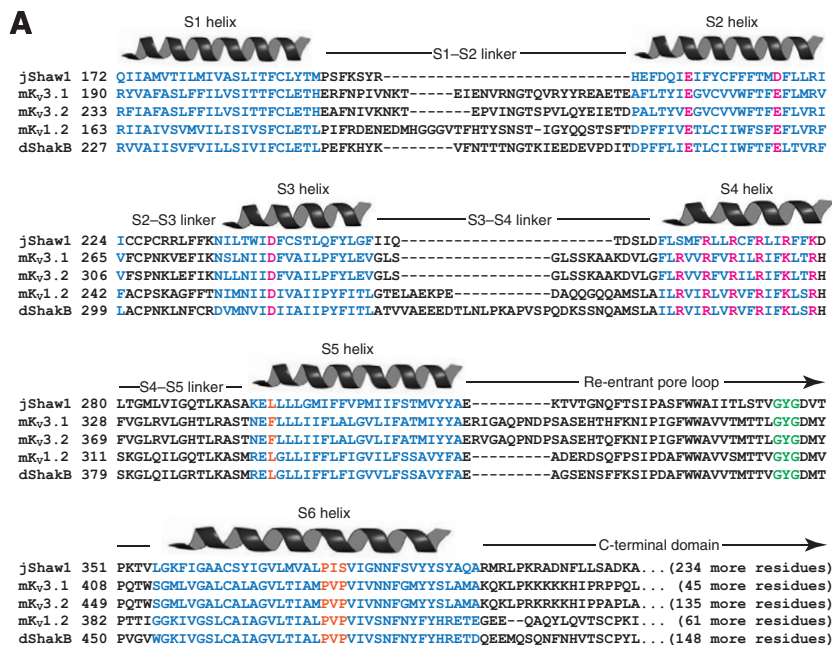 A
S1 helix S1–S2 linker S2 helix
jShaw1 172 QIIAMVTILMIVASLITFCLYTMPSFKSYR-----------------------HEFDQIEIFYCFFFTMDFLLRI
mKV3.1 190 RYVAFASLFFILVSITTFCLETHERFNPIVNKT------EIENVRNGTQVRYYREAETEAFLTYIEGVCVVWFTFEFLMRV
mKV3.2 233 RFIAFASLFFILVSITTFCLETHEAFNIVKNKT------EPVINGTSPVLQYEIETDPALTYVEGVCVVWFTFEFLVRI
mKV1.2 163 RIIAIVSVMVILISIVSFCLETLPIFRDENEDMHGGGVTFHTYSNST-IGYQQSTSFTDPFFIVETLCIIWFSFEFLVRF
dShakB 227 RVVAIISVFVILLSIVIFCLETLPEFKHYK-------VFNTTTNGTKIEEDEVPDITDPFFLIETLCIIWFTFELTVRF
S2–S3 linker S3 helix S3–S4 linker S4 helix
jShaw1 224 ICCPCRRLFFKNILTWIDFCSTLQFYLGFIIQ--------------------TDSLDFLSMFRLLRCFRLIRFFKD
mKV3.1 265 VFCPNKVEFIKNSLNIIDFVAILPFYLEVGLS-------------GLSSKAAKDVLGFLRVVRFVRILRIFKLTRH
mKV3.2 306 VFSPNKLEFIKNLLNIIDFVAILPFYLEVGLS-------------GLSSKAAKDVLGFLRVVRFVRILRIFKLTRH
mKV1.2 242 FACPSKAGFFTNIMNIIDIVAIIPYFITLGTELAEKPE---------DAQQGQQAMSLAILRVIRLVRVFRIFKLSRH
dShakB 299 LACPNKLNFCRDVMNVIDIIAIIPYFITLATVVAEEEDTLNLPKAPVSPQDKSSNQAMSLAILRVIRLVRVFRIFKLSRH
S4–S5 linker S5 helix Re-entrant pore loop
jShaw1 280 LTGMLVIGQTLKASAKELLLLGMIFFVPMIIFSTMVYYAE---------KTVTGNQFTSIPASFWWAIITLSTVGYGDVT
mKV3.1 328 FVGLRVLGHTLRASTNEFLLLIIFLALGVLIFATMIYYAERIGAQPNDPSASEHTHFKNIPIGFWWAVVTMTTLGYGDMY
mKV3.2 369 FVGLRVLGHTLRASTNEFLLLIIFLALGVLIFATMIYYAERVGAQPNDPSASEHTQFKNIPIGFWWAVVTMTTLGYGDMY
mKV1.2 311 SKGLQILGQTLKASMRELGLLIFFLFIGVILFSSAVYFAE---------ADERDSQFPSIPDAFWWAVVSMTTVGYGDMV
dShakB 379 SKGLQILGRTLKASMRELGLLIFFLFIGVVLFSSAVYFAE---------AGSENSFFKSIPDAFWWAVVTMTTVGYGDMT
S6 helix C-terminal domain
jShaw1 351 PKTVLGKFIGAACSYIGVLMVALPISVIGNNFSVYYSYAQARMRLPKRADNFLLSADKA...(234 more residues)
mKV3.1 408 PQTWSGMLVGALCALAGVLTIAMPVPVIVNNFGMYYSLAMAKQKLPKKKKKHIPRPPQL...(45 more residues)
mKV3.2 449 PQTWSGMLVGALCALAGVLTIAMPVPVIVNNFGMYYSLAMAKQKLPRKRKKHIPPAPLA...(135 more residues)
mKV1.2 382 PTTIGGKIVGSLCAIAGVLTIALPVPVIVSNFNYFYHRETEGEE--QAQYLQVTSCPKI...(61 more residues)
dShakB 450 PVGVWGKIVGSLCAIAGVLTIALPVPVIVSNFNYFYHRETDQEEMQSQNFNHVTSCPYL...(148 more residues)